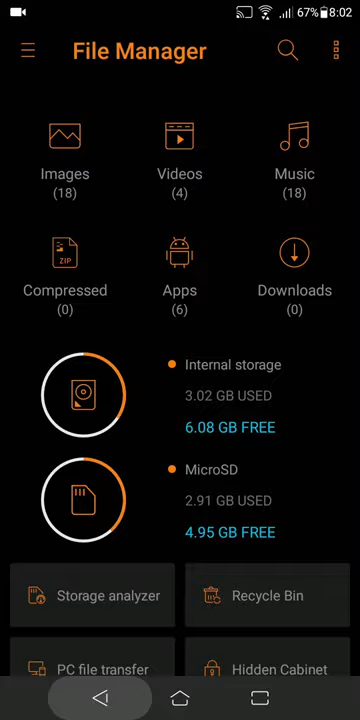 67% 8:02
File Manager
Images Videos Music
(18) (4) (18)
ZIP
Compressed Apps Downloads
(0) (6) (0)
Internal storage
3.02 GB USED
6.08 GB FREE
MicroSD
2.91 GB USED
4.95 GB FREE
Storage analyzer Recycle Bin
PC file transfer Hidden Cabinet